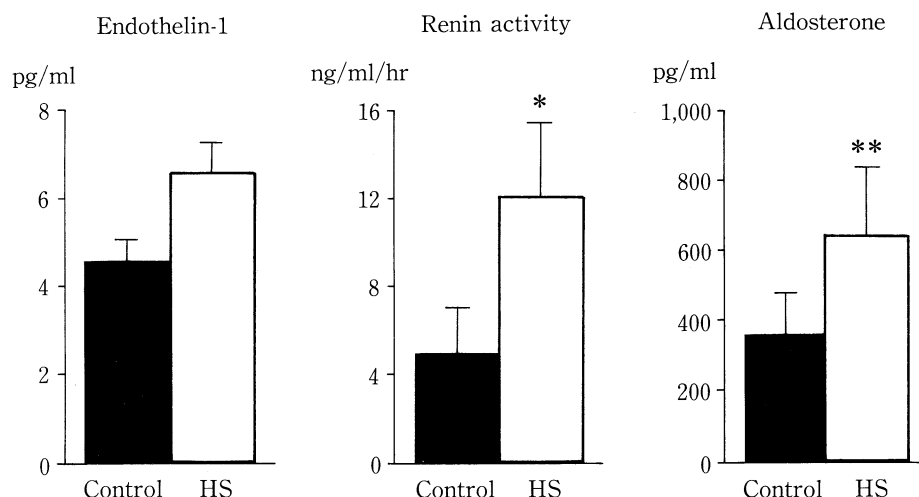 Endothelin-1
pg/ml
8
6
4
2
0
Control HS
Renin activity
ng/ml/hr
16
12
8
4
0
*
Control HS
Aldosterone
pg/ml
1,000
800
600
400
200
0
**
Control HS